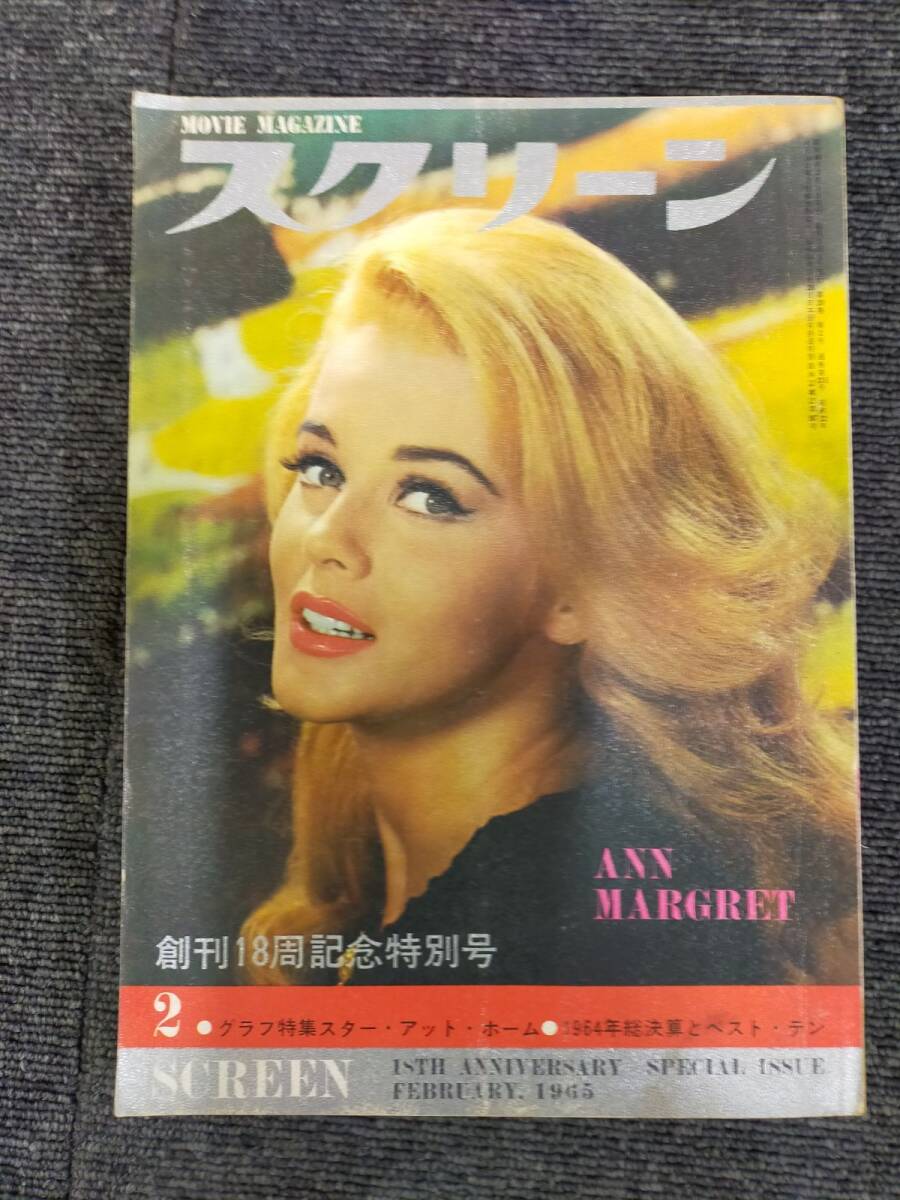 MOVIE MAGAZINE
スクリーン
ANN
MARGRET
創刊18周記念特別号
2 ●グラフ特集スター・アット・ホーム●1964年総決算とベスト・テン
SCREEN
18TH ANNIVERSARY SPECIAL ISSUE
FEBRUARY, 1965